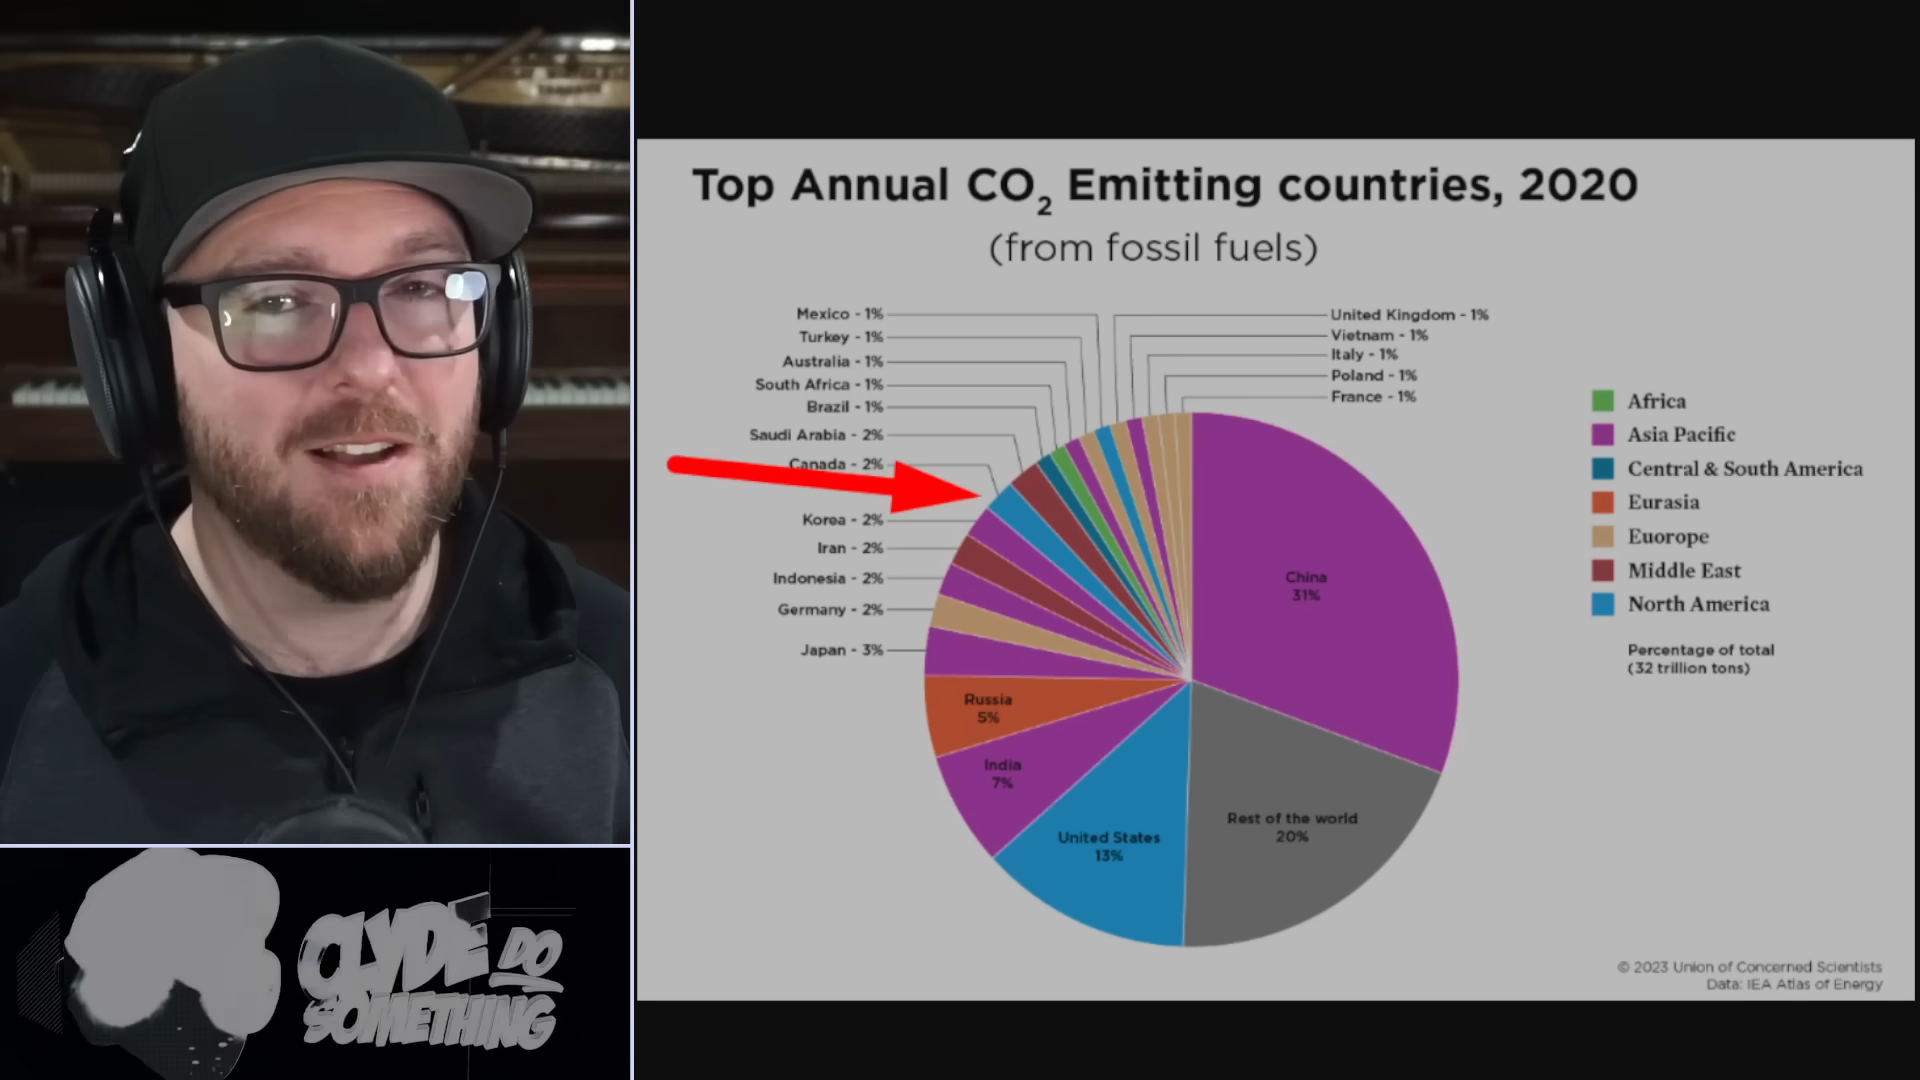 Top Annual CO2 Emitting countries, 2020
(from fossil fuels)
Mexico - 1%
Turkey - 1%
Australia - 1%
South Africa - 1%
Brazil - 1%
Saudi Arabia - 2%
Canada - 2%
Korea - 2%
Iran - 2%
Indonesia - 2%
Germany - 2%
Japan - 3%
Russia
5%
India
7%
United States
13%
Rest of the world
20%
China
31%
United Kingdom - 1%
Vietnam - 1%
Italy - 1%
Poland - 1%
France - 1%
Africa
Asia Pacific
Central & South America
Eurasia
Euorope
Middle East
North America
Percentage of total
(32 trillion tons)
© 2023 Union of Concerned Scientists
Data: IEA Atlas of Energy
CLYDE DO
SOMETHING